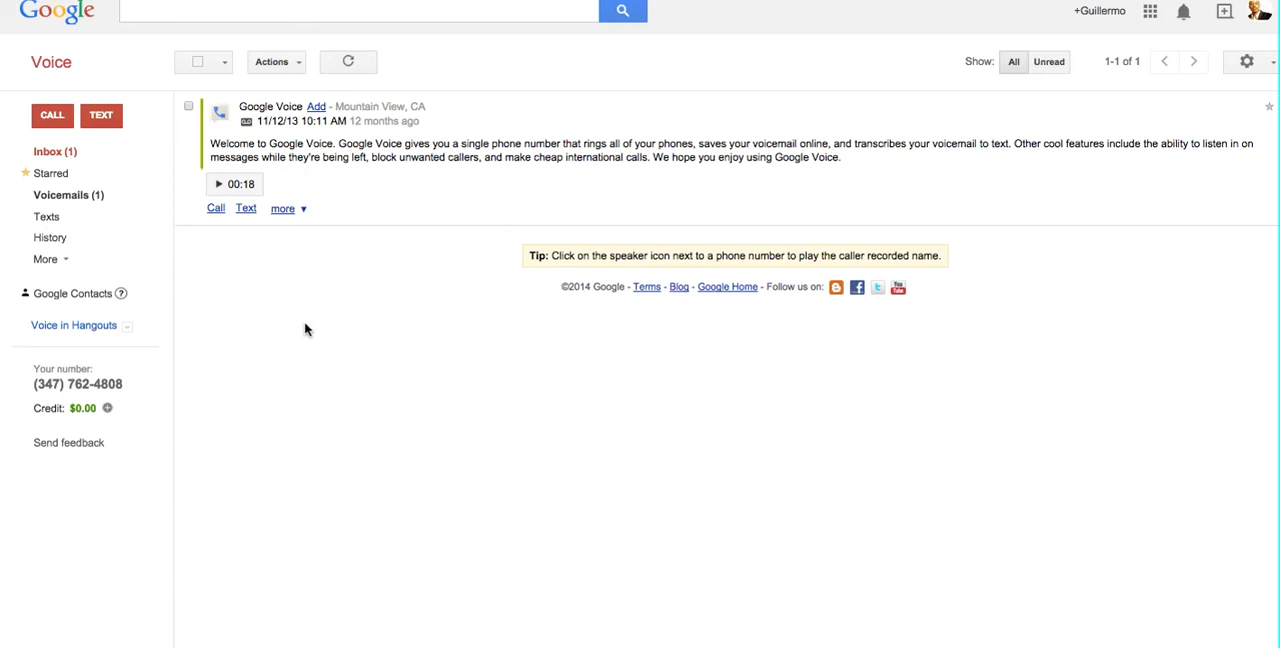 Google
+Guillermo
Voice
Actions
Show: All Unread
1-1 of 1
CALL TEXT
Inbox (1)
Starred
Voicemails (1)
Texts
History
More
Google Contacts ?
Voice in Hangouts
Your number:
(347) 762-4808
Credit: $0.00
Send feedback
Google Voice Add - Mountain View, CA
11/12/13 10:11 AM 12 months ago
Welcome to Google Voice. Google Voice gives you a single phone number that rings all of your phones, saves your voicemail online, and transcribes your voicemail to text. Other cool features include the ability to listen in on
messages while they're being left, block unwanted callers, and make cheap international calls. We hope you enjoy using Google Voice.
00:18
Call Text more
Tip: Click on the speaker icon next to a phone number to play the caller recorded name.
©2014 Google - Terms - Blog - Google Home - Follow us on: